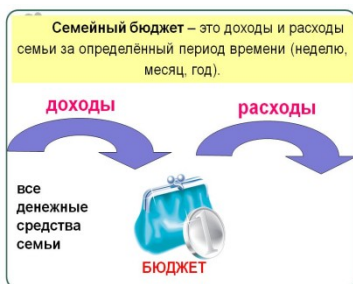 Семейный бюджет – это доходы и расходы
семьи за определённый период времени (неделю,
месяц, год).
доходы
расходы
все
денежные
средства
семьи
БЮДЖЕТ